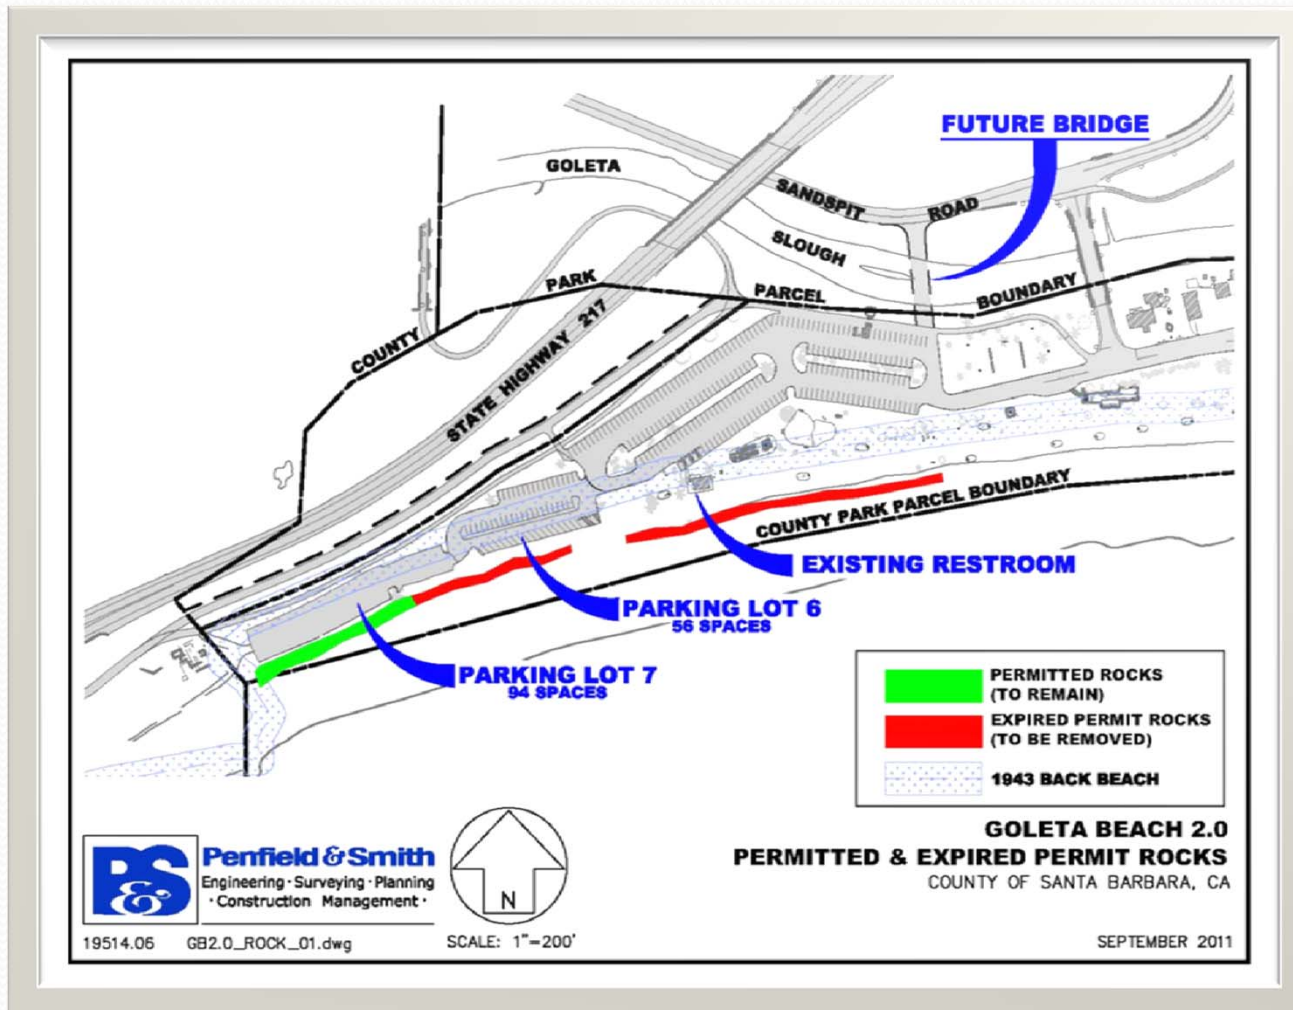 FUTURE BRIDGE
GOLETA
SANDSPIT
ROAD
SLOUGH
PARK
PARCEL
BOUNDARY
COUNTY
STATE HIGHWAY 217
COUNTY PARK PARCEL BOUNDARY
EXISTING RESTROOM
PARKING LOT 6
56 SPACES
PARKING LOT 7
94 SPACES
PERMITTED ROCKS
(TO REMAIN)
EXPIRED PERMIT ROCKS
(TO BE REMOVED)
1943 BACK BEACH
GOLETA BEACH 2.0
PERMITTED & EXPIRED PERMIT ROCKS
COUNTY OF SANTA BARBARA, CA
P&S
Penfield & Smith
Engineering · Surveying · Planning
· Construction Management ·
N
19514.06 GB2.0_ROCK_01.dwg
SCALE: 1"=200'
SEPTEMBER 2011